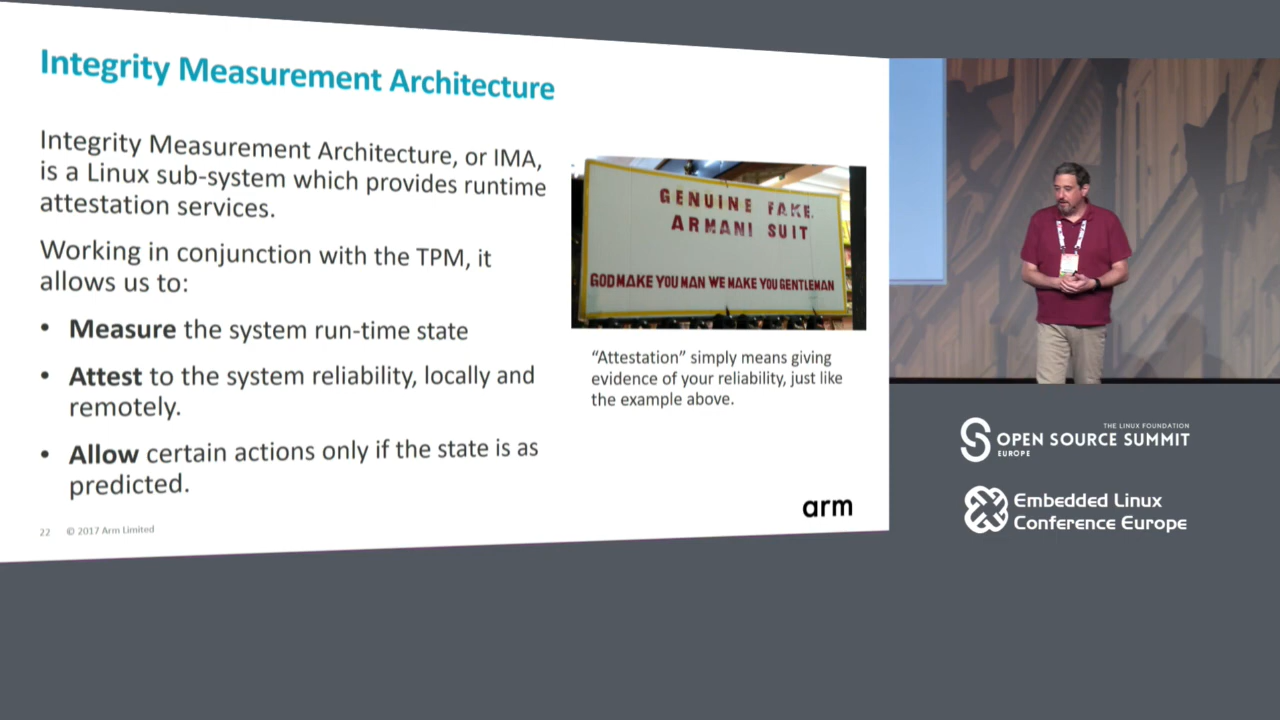 Integrity Measurement Architecture
Integrity Measurement Architecture, or IMA,
is a Linux sub-system which provides runtime
attestation services.
Working in conjunction with the TPM, it
allows us to:
• Measure the system run-time state
• Attest to the system reliability, locally and
remotely.
• Allow certain actions only if the state is as
predicted.
GENUINE FAKE
ARMANI SUIT
GOD MAKE YOU MAN WE MAKE YOU GENTLEMAN
“Attestation” simply means giving
evidence of your reliability, just like
the example above.
22 © 2017 Arm Limited
arm
THE LINUX FOUNDATION
OPEN SOURCE SUMMIT
EUROPE
Embedded Linux
Conference Europe